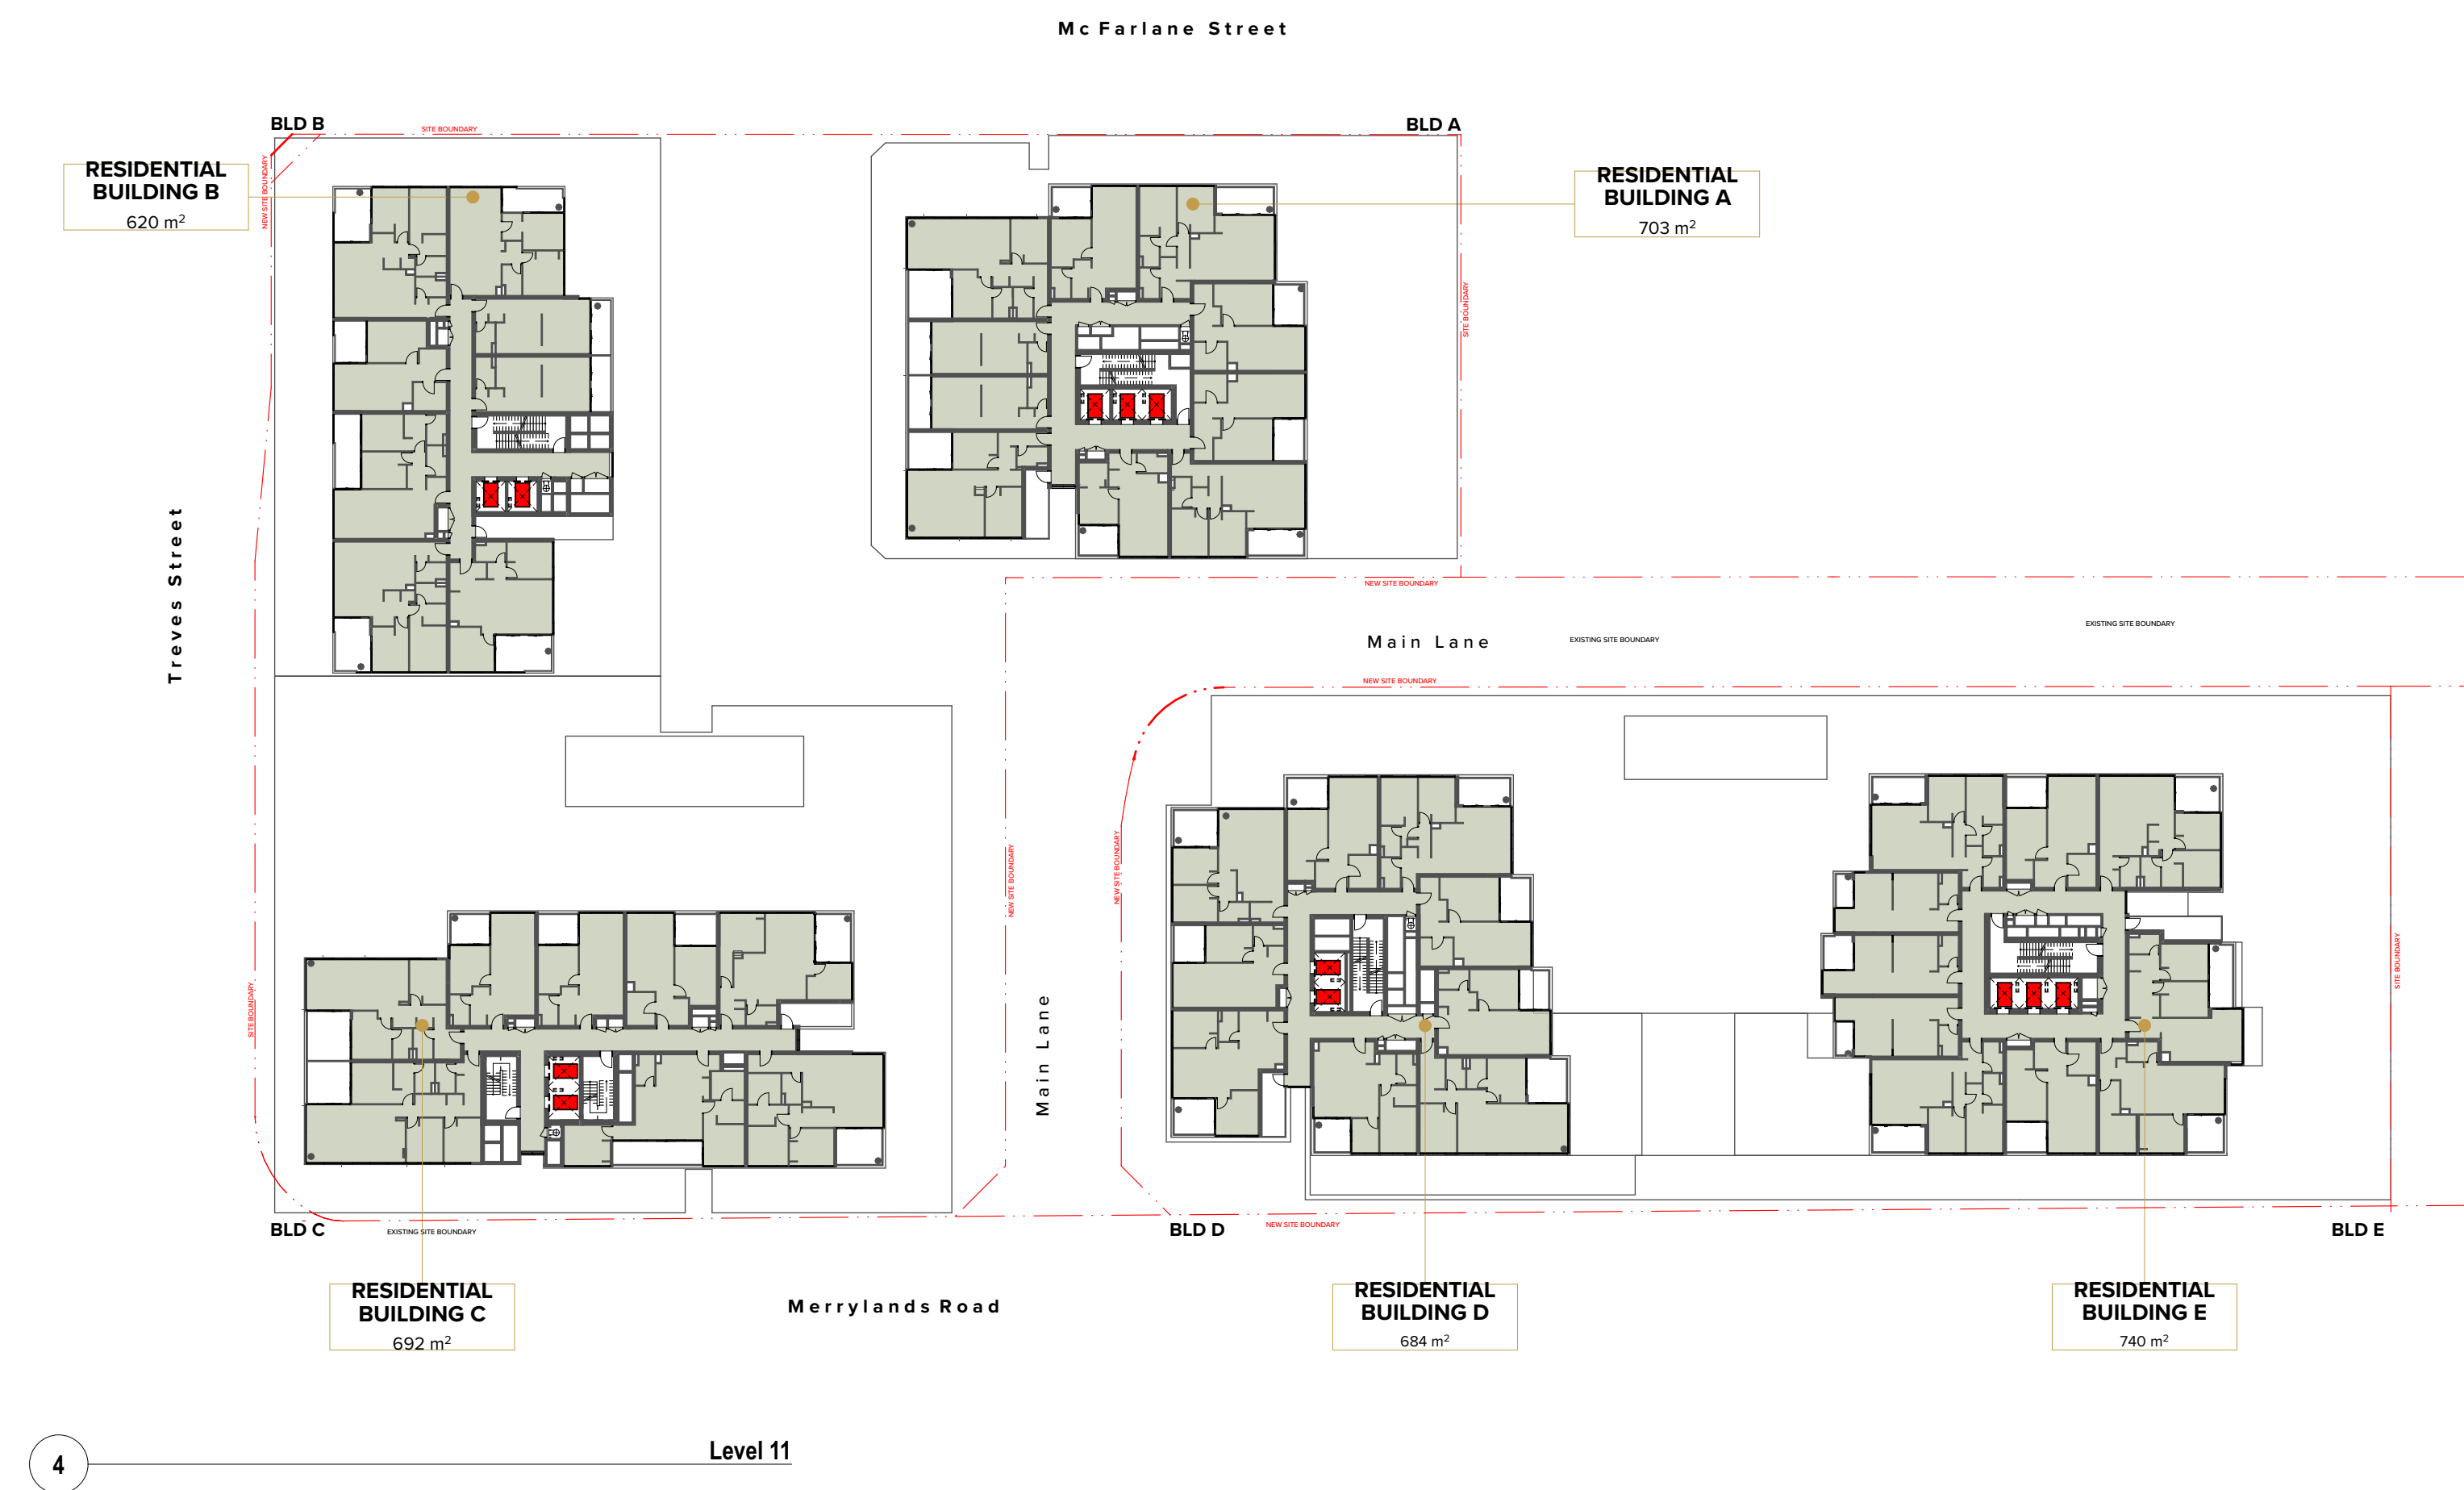 Mc Farlane Street
BLD B
SITE BOUNDARY
BLD A
NEW SITE BOUNDARY
RESIDENTIAL
BUILDING B
620 m²
RESIDENTIAL
BUILDING A
703 m²
SITE BOUNDARY
Treves Street
NEW SITE BOUNDARY
Main Lane
EXISTING SITE BOUNDARY
EXISTING SITE BOUNDARY
NEW SITE BOUNDARY
NEW SITE BOUNDARY
NEW SITE BOUNDARY
SITE BOUNDARY
SITE BOUNDARY
Main Lane
BLD C
EXISTING SITE BOUNDARY
BLD D
NEW SITE BOUNDARY
BLD E
RESIDENTIAL
BUILDING C
692 m²
Merrylands Road
RESIDENTIAL
BUILDING D
684 m²
RESIDENTIAL
BUILDING E
740 m²
4
Level 11